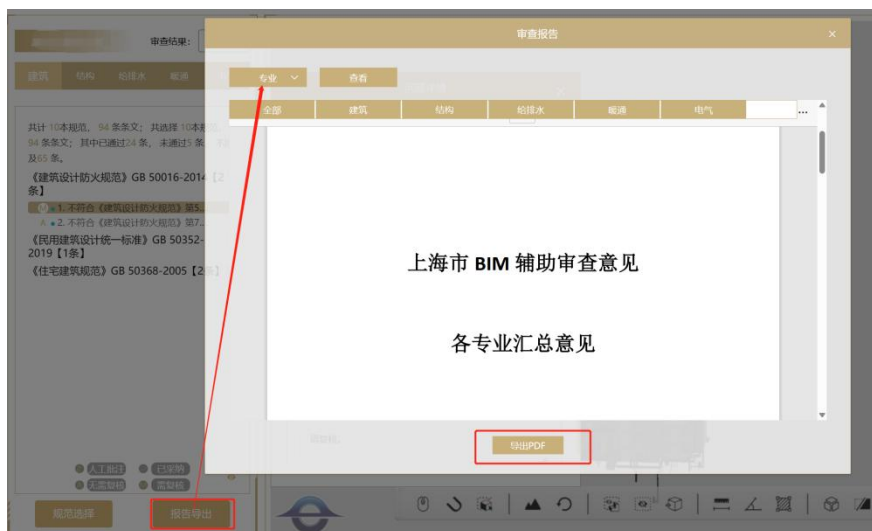 审查报告
×
审查结果:
建筑 结构 给排水 暖通
专业
查看
全部 建筑 结构 给排水 暖通 电气 ...
共计 10本规范, 94 条条文; 共选择 10本
94 条条文; 其中已通过24 条, 未通过5 条,
及65 条。
《建筑设计防火规范》GB 50016-2014【2
条】
1. 不符合《建筑设计防火规范》第5..
A 2. 不符合《建筑设计防火规范》第7..
《民用建筑设计统一标准》GB 50352-
2019【1条】
《住宅建筑规范》GB 50368-2005【2条】
上海市 BIM 辅助审查意见
各专业汇总意见
导出PDF
人工批注 已采纳
无需复核 需复核
规范选择 报告导出